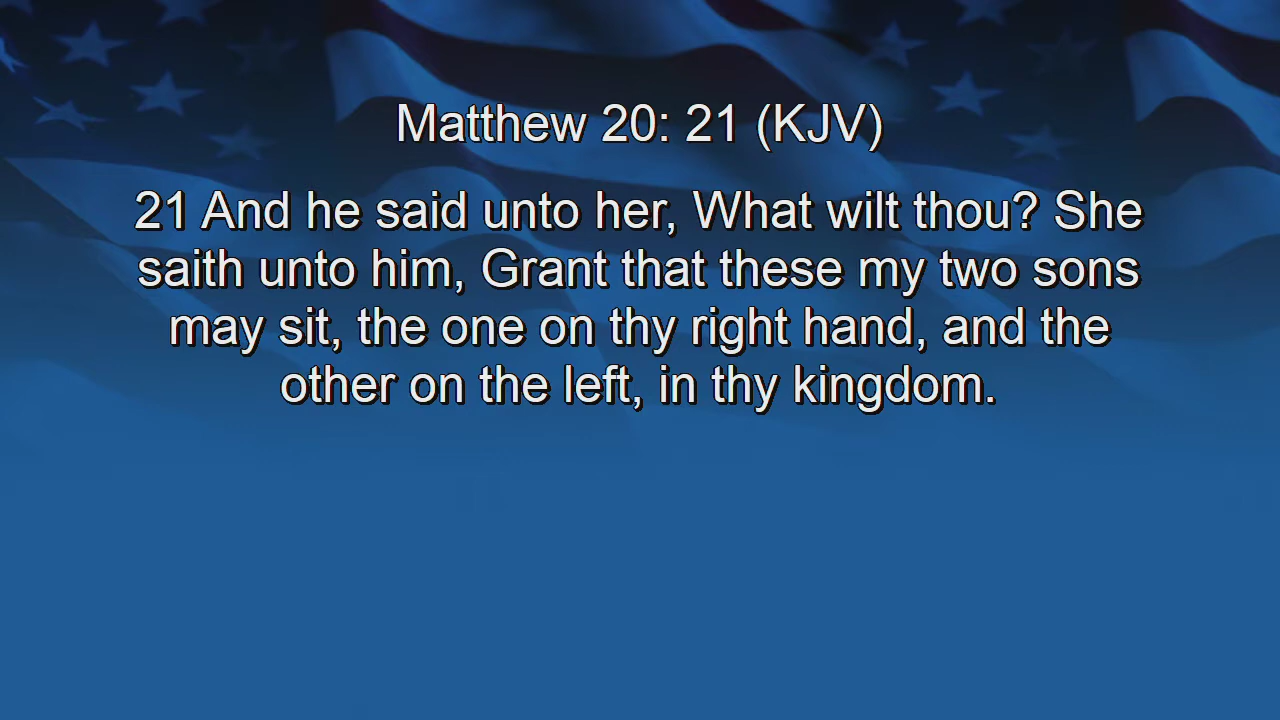 Matthew 20: 21 (KJV)
21 And he said unto her, What wilt thou? She
saith unto him, Grant that these my two sons
may sit, the one on thy right hand, and the
other on the left, in thy kingdom.